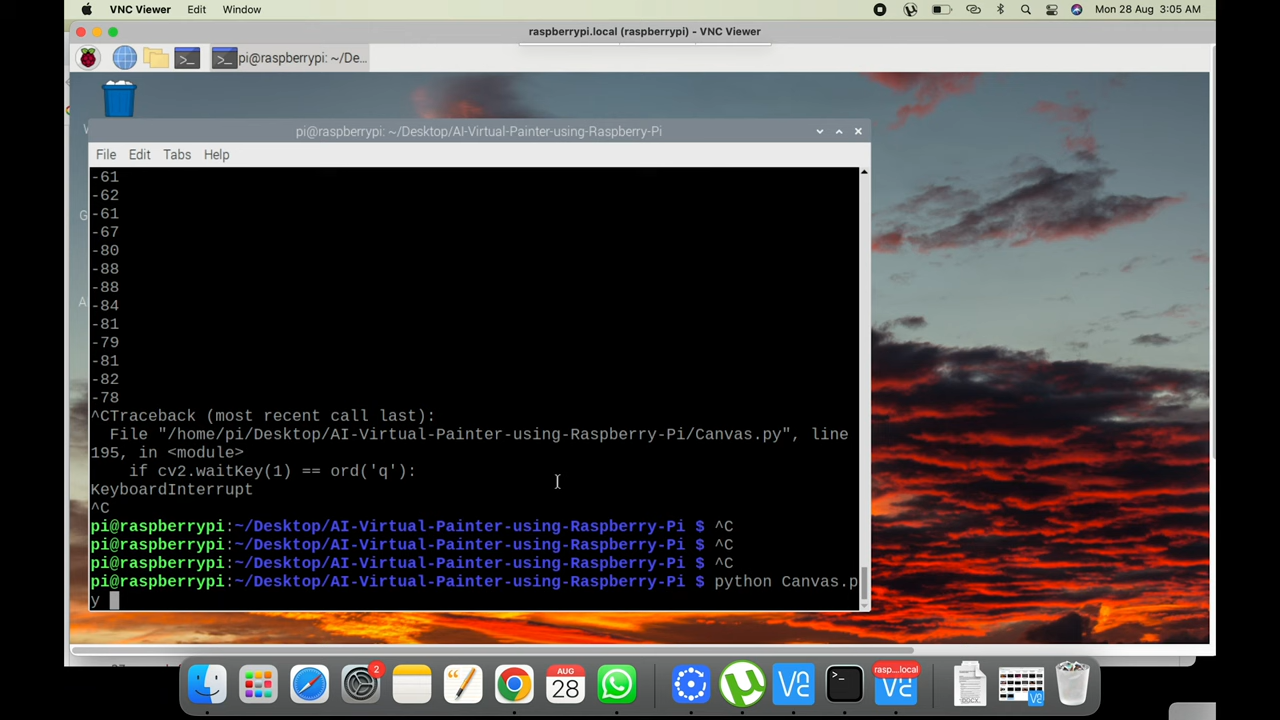 VNC Viewer Edit Window Mon 28 Aug 3:05 AM
raspberrypi.local (raspberrypi) - VNC Viewer
pi@raspberrypi: ~/De...
pi@raspberrypi: ~/Desktop/AI-Virtual-Painter-using-Raspberry-Pi
File Edit Tabs Help
-61
-62
-61
-67
-80
-88
-88
-84
-81
-79
-81
-82
-78
^CTraceback (most recent call last):
File "/home/pi/Desktop/AI-Virtual-Painter-using-Raspberry-Pi/Canvas.py", line
195, in <module>
if cv2.waitKey(1) == ord('q'):
KeyboardInterrupt
^C
pi@raspberrypi:~/Desktop/AI-Virtual-Painter-using-Raspberry-Pi $ ^C
pi@raspberrypi:~/Desktop/AI-Virtual-Painter-using-Raspberry-Pi $ ^C
pi@raspberrypi:~/Desktop/AI-Virtual-Painter-using-Raspberry-Pi $ ^C
pi@raspberrypi:~/Desktop/AI-Virtual-Painter-using-Raspberry-Pi $ python Canvas.p
y
2
AUG
28
rasp...local
DOCX